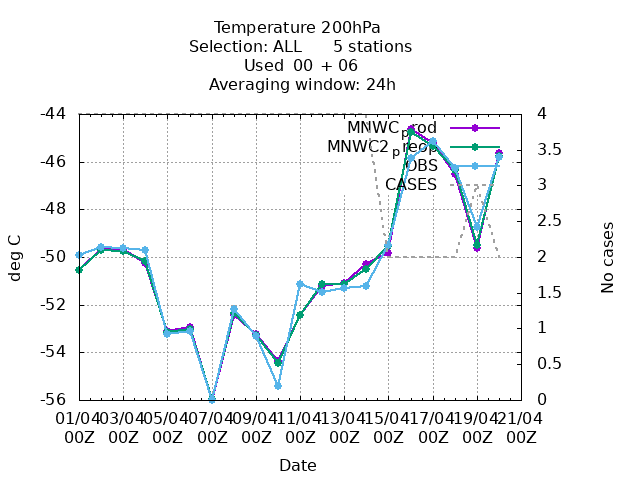 Temperature 200hPa
Selection: ALL 5 stations
Used 00 + 06
Averaging window: 24h
-44
-46
-48
-50
-52
-54
-56
deg C
MNWCprod
MNWC2preop
OBS
CASES
4
3.5
3
2.5
2
1.5
1
0.5
0
No cases
01/04 03/04 05/04 07/04 09/04 11/04 13/04 15/04 17/04 19/04 21/04
00Z 00Z 00Z 00Z 00Z 00Z 00Z 00Z 00Z 00Z 00Z
Date